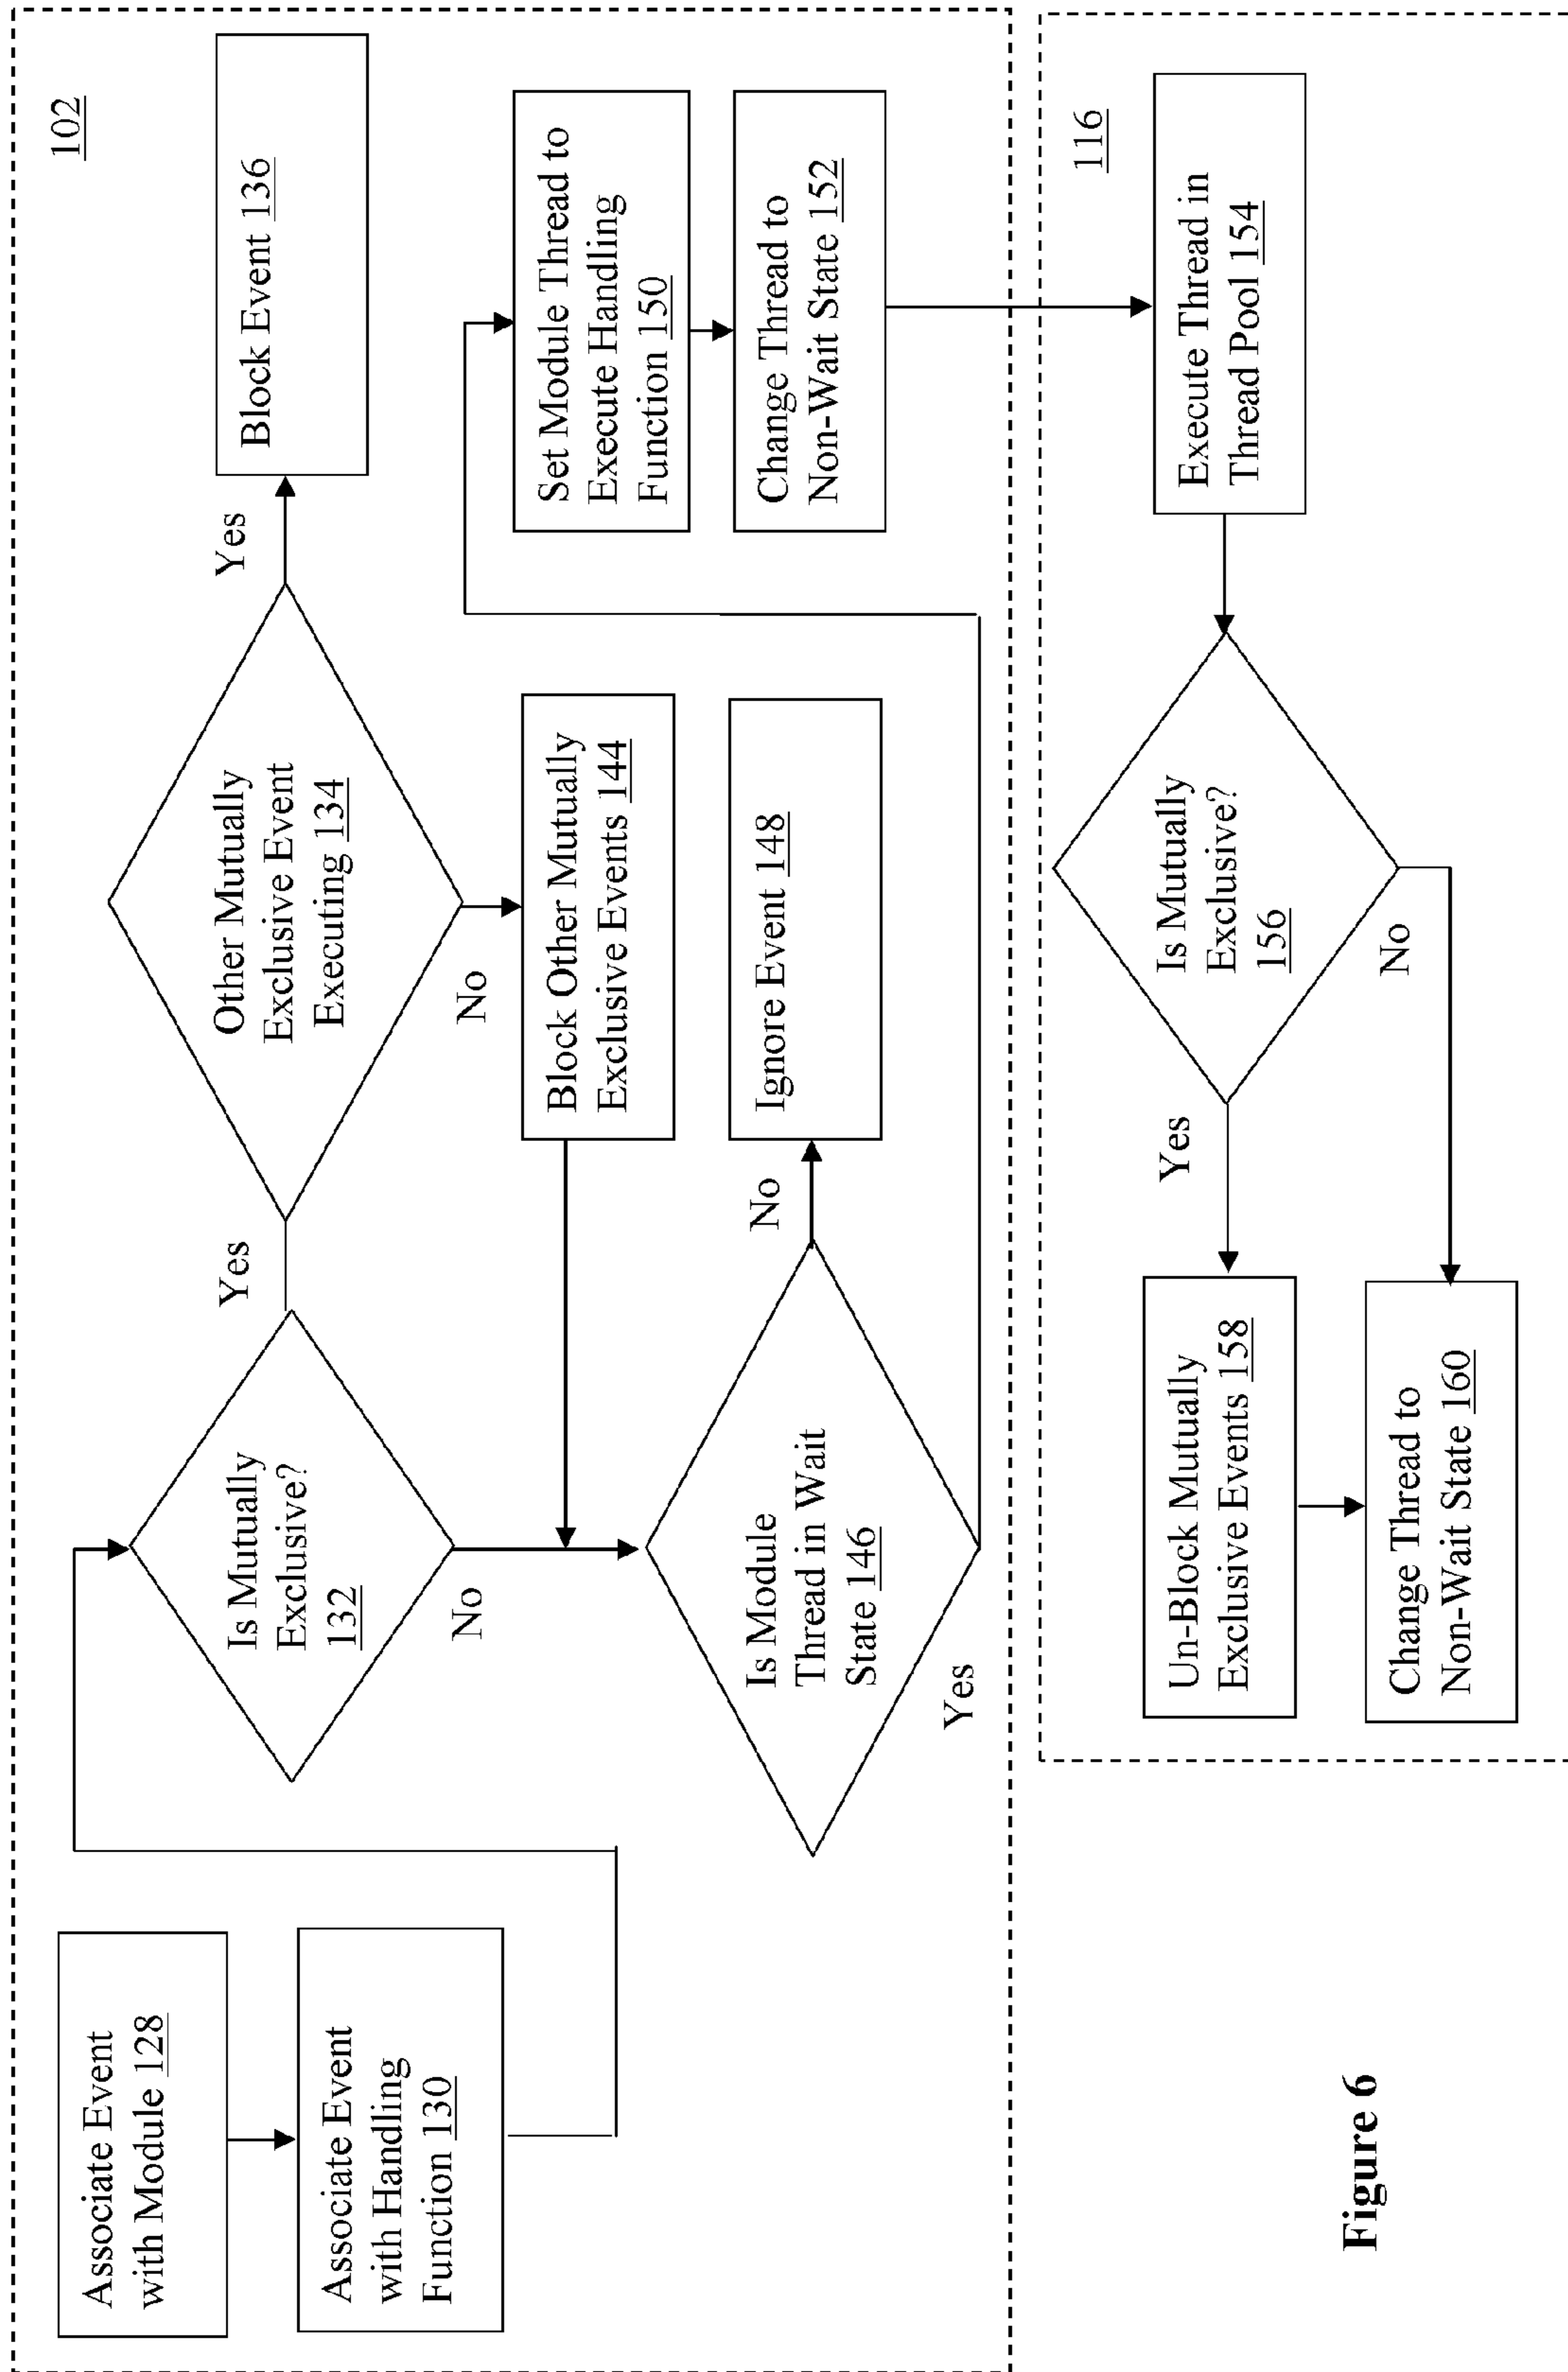 102
Associate Event
with Module 128
Associate Event
with Handling
Function 130
Is Mutually
Exclusive?
132
Yes
No
Other Mutually
Exclusive Event
Executing 134
Yes
No
Block Event 136
Block Other Mutually
Exclusive Events 144
Is Module
Thread in Wait
State 146
No
Yes
Ignore Event 148
Set Module Thread to
Execute Handling
Function 150
Change Thread to
Non-Wait State 152
116
Execute Thread in
Thread Pool 154
Is Mutually
Exclusive?
156
Yes
No
Un-Block Mutually
Exclusive Events 158
Change Thread to
Non-Wait State 160
Figure 6